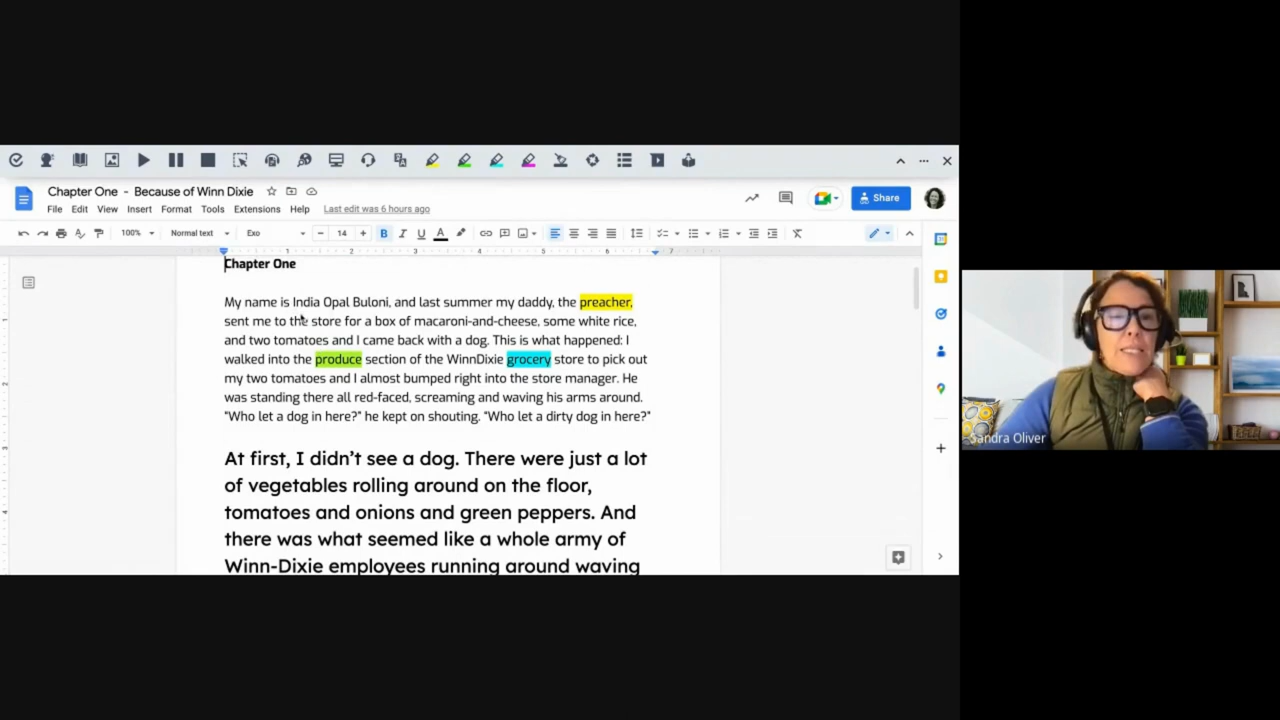 Chapter One - Because of Winn Dixie
File Edit View Insert Format Tools Extensions Help Last edit was 6 hours ago
Share
100% Normal text Exo 14 B I U A
1 2 3 4 5 6 7
Chapter One
My name is India Opal Buloni, and last summer my daddy, the preacher,
sent me to the store for a box of macaroni-and-cheese, some white rice,
and two tomatoes and I came back with a dog. This is what happened: I
walked into the produce section of the WinnDixie grocery store to pick out
my two tomatoes and I almost bumped right into the store manager. He
was standing there all red-faced, screaming and waving his arms around.
"Who let a dog in here?" he kept on shouting. "Who let a dirty dog in here?"
At first, I didn't see a dog. There were just a lot
of vegetables rolling around on the floor,
tomatoes and onions and green peppers. And
there was what seemed like a whole army of
Winn-Dixie employees running around waving
Sandra Oliver